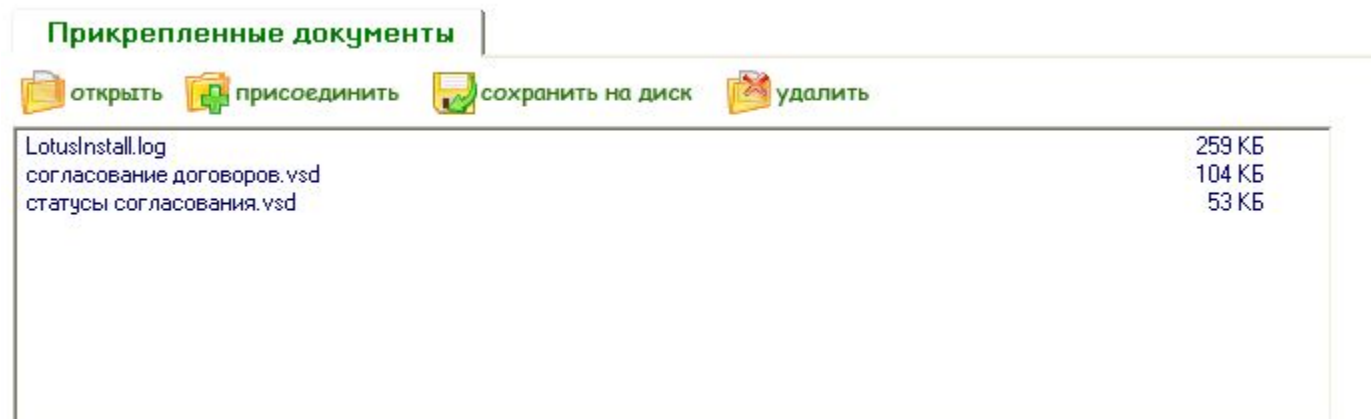 Прикрепленные документы
открыть присоединить сохранить на диск удалить
LotusInstall.log 259 КБ
согласование договоров.vsd 104 КБ
статусы согласования.vsd 53 КБ